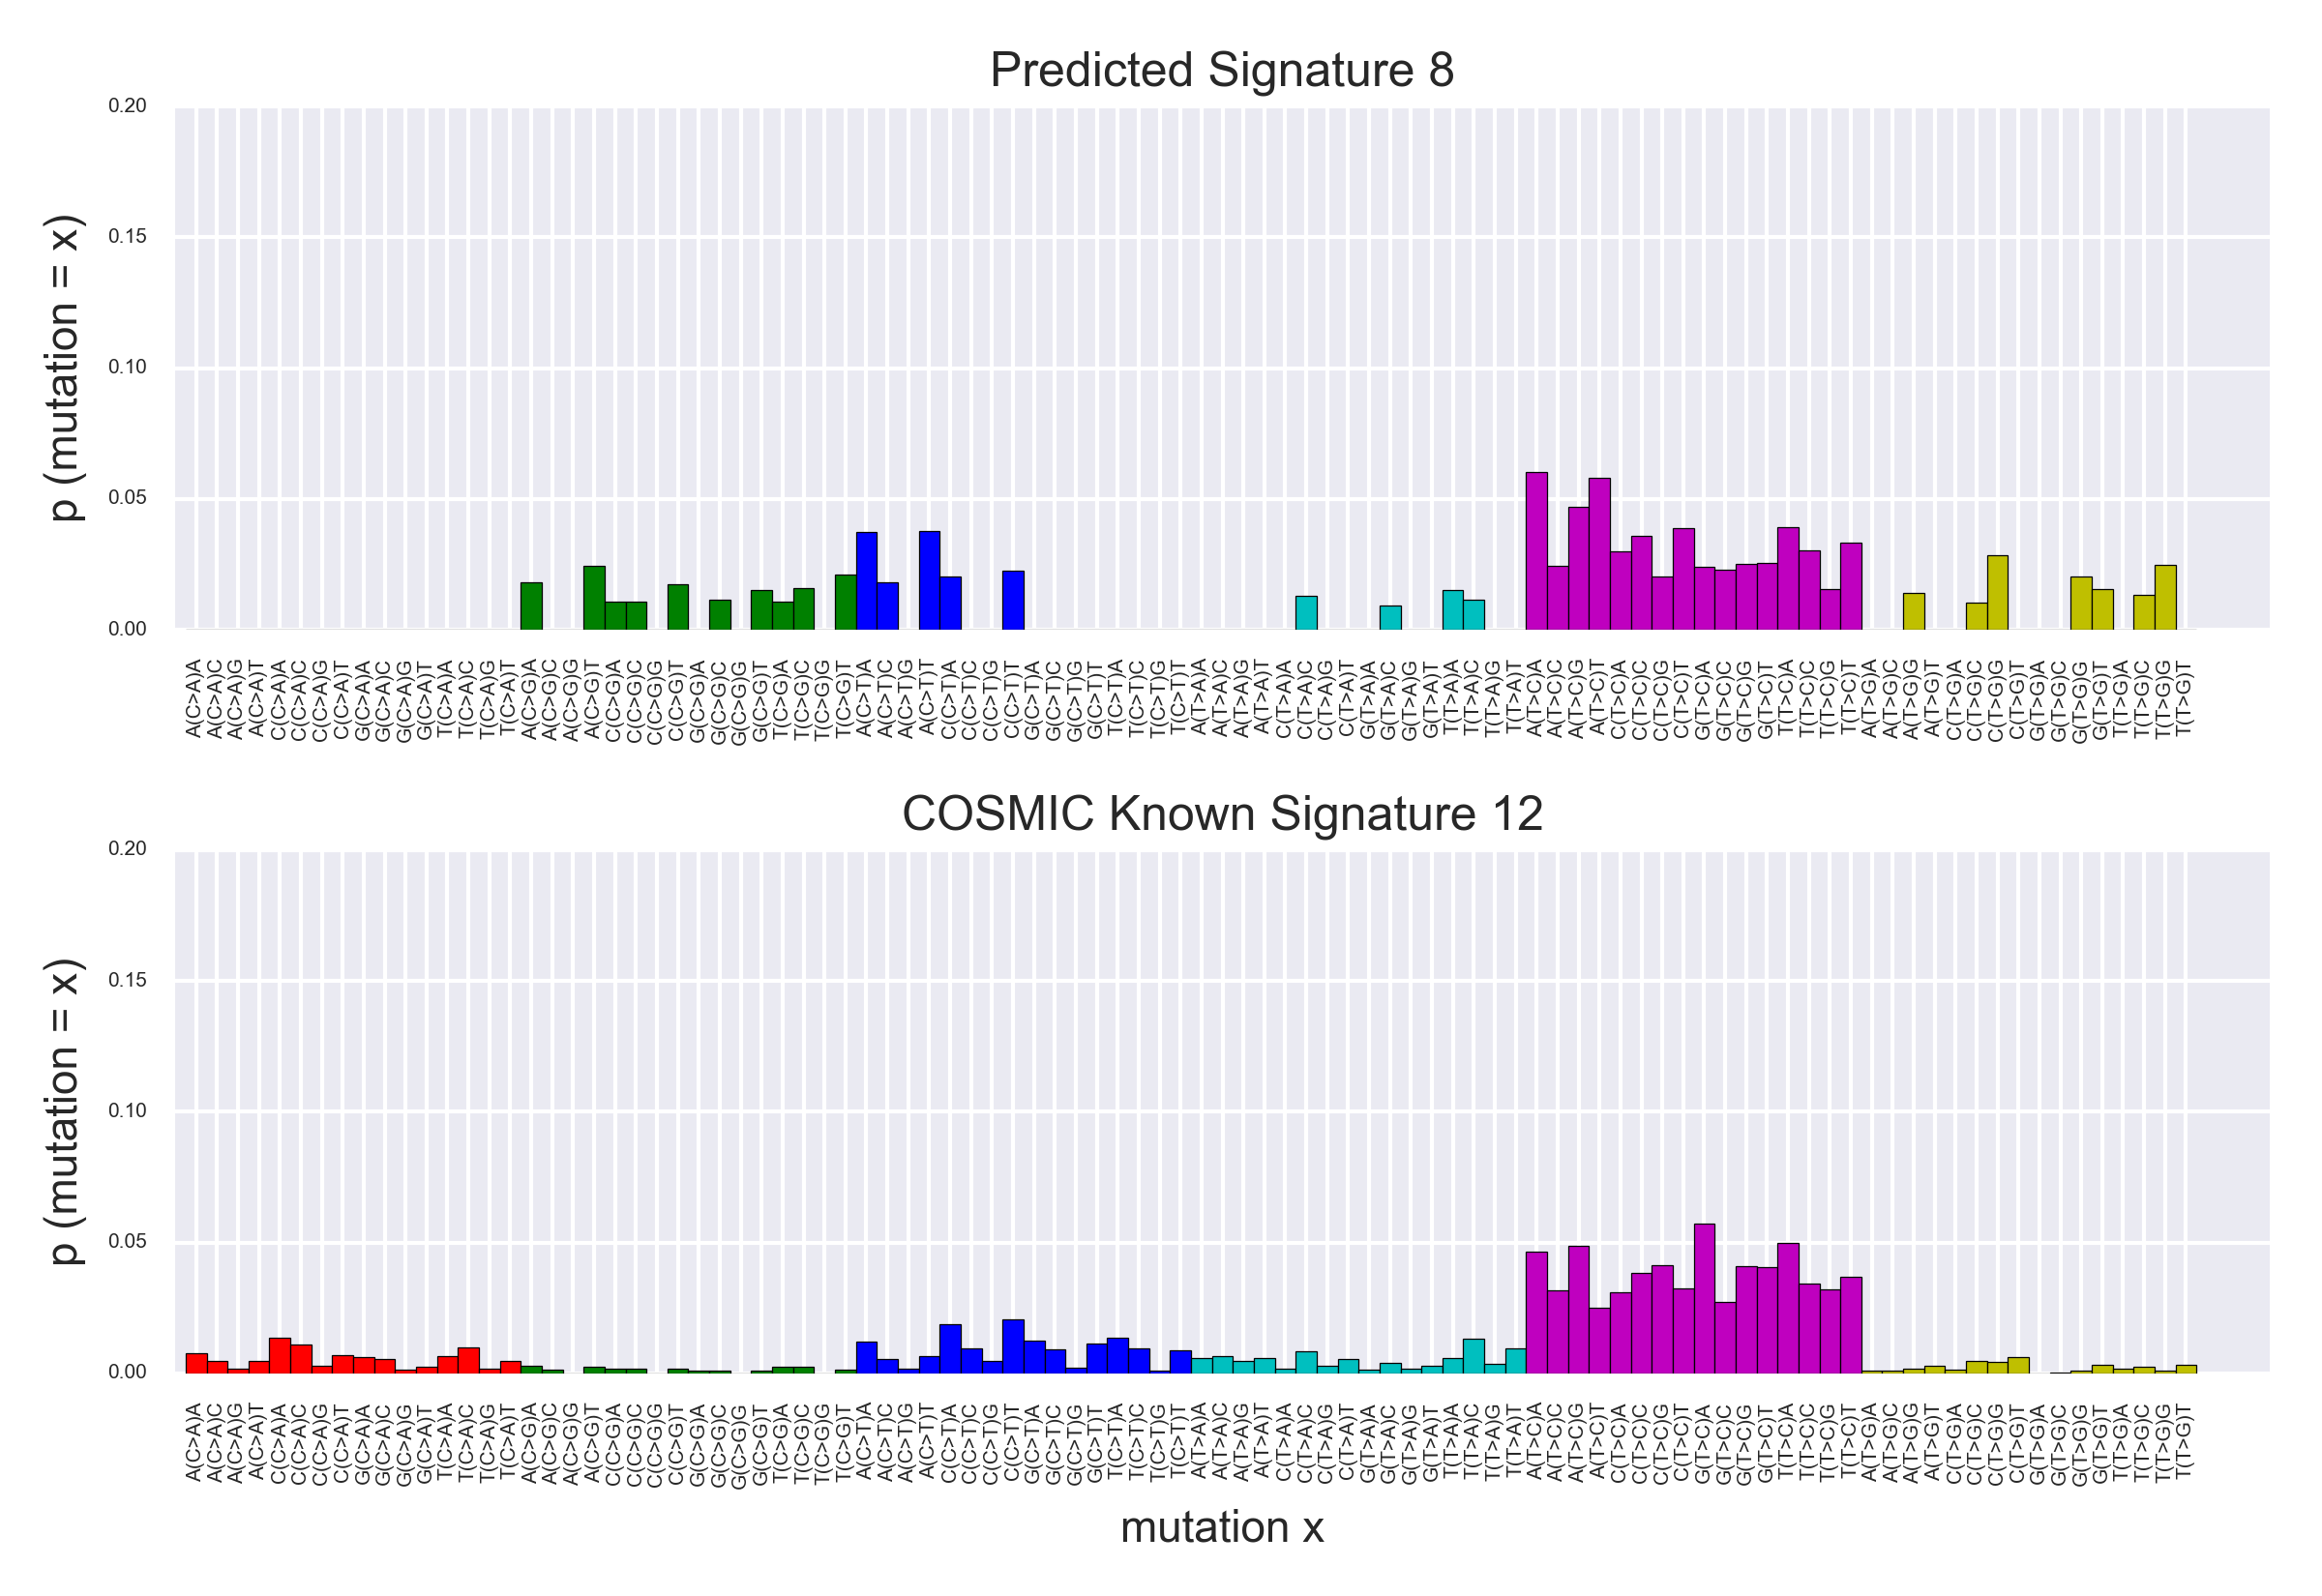 Predicted Signature 8
0.20
0.15
0.10
0.05
0.00
p (mutation = x)
A(C>A)A A(C>A)C A(C>A)G A(C>A)T C(C>A)A C(C>A)C C(C>A)G C(C>A)T G(C>A)A G(C>A)C G(C>A)G G(C>A)T T(C>A)A T(C>A)C T(C>A)G T(C>A)T A(C>G)A A(C>G)C A(C>G)G A(C>G)T C(C>G)A C(C>G)C C(C>G)G C(C>G)T G(C>G)A G(C>G)C G(C>G)G G(C>G)T T(C>G)A T(C>G)C T(C>G)G T(C>G)T A(C>T)A A(C>T)C A(C>T)G A(C>T)T C(C>T)A C(C>T)C C(C>T)G C(C>T)T G(C>T)A G(C>T)C G(C>T)G G(C>T)T T(C>T)A T(C>T)C T(C>T)G T(C>T)T A(T>A)A A(T>A)C A(T>A)G A(T>A)T C(T>A)A C(T>A)C C(T>A)G C(T>A)T G(T>A)A G(T>A)C G(T>A)G G(T>A)T T(T>A)A T(T>A)C T(T>A)G T(T>A)T A(T>C)A A(T>C)C A(T>C)G A(T>C)T C(T>C)A C(T>C)C C(T>C)G C(T>C)T G(T>C)A G(T>C)C G(T>C)G G(T>C)T T(T>C)A T(T>C)C T(T>C)G T(T>C)T A(T>G)A A(T>G)C A(T>G)G A(T>G)T C(T>G)A C(T>G)C C(T>G)G C(T>G)T G(T>G)A G(T>G)C G(T>G)G G(T>G)T T(T>G)A T(T>G)C T(T>G)G T(T>G)T
COSMIC Known Signature 12
0.20
0.15
0.10
0.05
0.00
p (mutation = x)
A(C>A)A A(C>A)C A(C>A)G A(C>A)T C(C>A)A C(C>A)C C(C>A)G C(C>A)T G(C>A)A G(C>A)C G(C>A)G G(C>A)T T(C>A)A T(C>A)C T(C>A)G T(C>A)T A(C>G)A A(C>G)C A(C>G)G A(C>G)T C(C>G)A C(C>G)C C(C>G)G C(C>G)T G(C>G)A G(C>G)C G(C>G)G G(C>G)T T(C>G)A T(C>G)C T(C>G)G T(C>G)T A(C>T)A A(C>T)C A(C>T)G A(C>T)T C(C>T)A C(C>T)C C(C>T)G C(C>T)T G(C>T)A G(C>T)C G(C>T)G G(C>T)T T(C>T)A T(C>T)C T(C>T)G T(C>T)T A(T>A)A A(T>A)C A(T>A)G A(T>A)T C(T>A)A C(T>A)C C(T>A)G C(T>A)T G(T>A)A G(T>A)C G(T>A)G G(T>A)T T(T>A)A T(T>A)C T(T>A)G T(T>A)T A(T>C)A A(T>C)C A(T>C)G A(T>C)T C(T>C)A C(T>C)C C(T>C)G C(T>C)T G(T>C)A G(T>C)C G(T>C)G G(T>C)T T(T>C)A T(T>C)C T(T>C)G T(T>C)T A(T>G)A A(T>G)C A(T>G)G A(T>G)T C(T>G)A C(T>G)C C(T>G)G C(T>G)T G(T>G)A G(T>G)C G(T>G)G G(T>G)T T(T>G)A T(T>G)C T(T>G)G T(T>G)T
mutation x